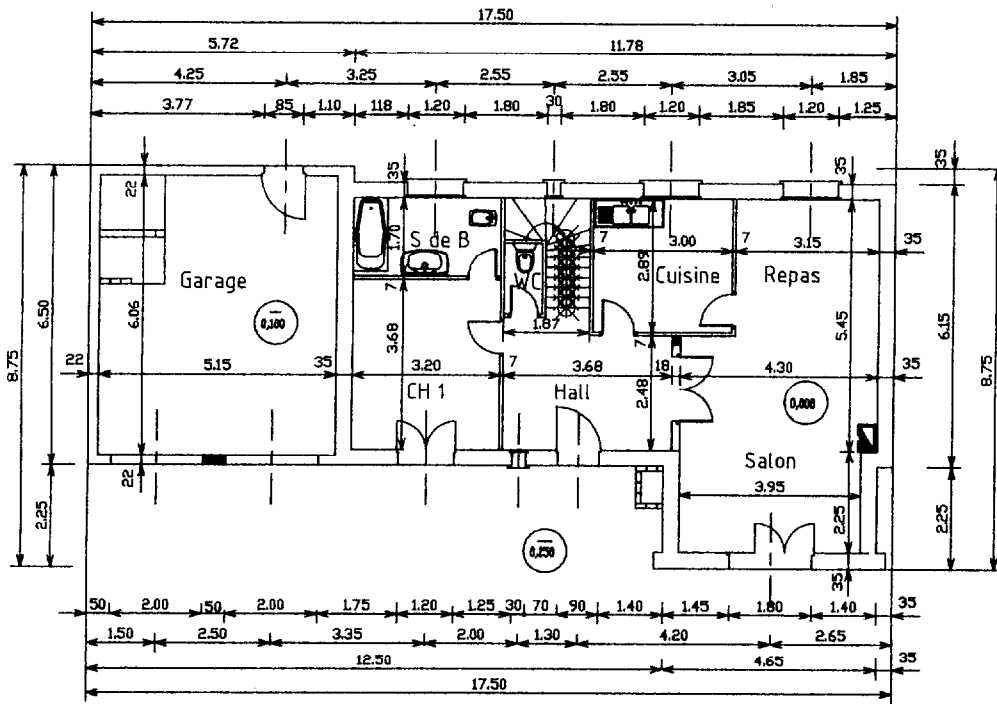 17.50
5.72 11.78
4.25 3.25 2.55 2.55 3.05 1.85
3.77 85 1.10 118 1.20 1.80 30 1.80 1.20 1.85 1.20 1.25
35 35 35
22
1.70 S de B
7 3.00 7 3.15 35
Garage WC 2.89 Cuisine Repas
7
0,180
8.75 6.50 6.06 3.68 1.87 7 5.45 6.15 8.75
22 5.15 35 3.20 7 3.68 18 4.30 35
CH 1 Hall 2.48
0,000
Salon
22 3.95
2.25 2.25 2.25
0,250
35
50 2.00 50 2.00 1.75 1.20 1.25 30 70 90 1.40 1.45 1.80 1.40 35
1.50 2.50 3.35 2.00 1.30 4.20 2.65
12.50 4.65 35
17.50